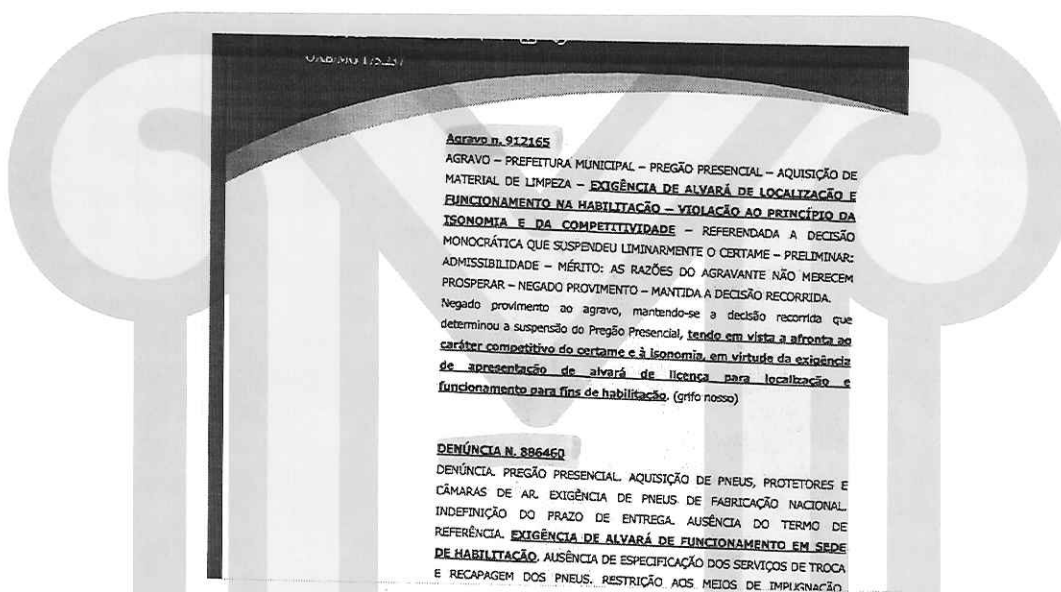 OAB/MG 175.237
Agravo n. 912165
AGRAVO – PREFEITURA MUNICIPAL – PREGÃO PRESENCIAL – AQUISIÇÃO DE
MATERIAL DE LIMPEZA – EXIGÊNCIA DE ALVARÁ DE LOCALIZAÇÃO E
FUNCIONAMENTO NA HABILITAÇÃO – VIOLAÇÃO AO PRINCÍPIO DA
ISONOMIA E DA COMPETITIVIDADE – REFERENDADA A DECISÃO
MONOCRÁTICA QUE SUSPENDEU LIMINARMENTE O CERTAME – PRELIMINAR:
ADMISSIBILIDADE – MÉRITO: AS RAZÕES DO AGRAVANTE NÃO MERECEM
PROSPERAR – NEGADO PROVIMENTO – MANTIDA A DECISÃO RECORRIDA.
Negado provimento ao agravo, mantendo-se a decisão recorrida que
determinou a suspensão do Pregão Presencial, tendo em vista a afronta ao
caráter competitivo do certame e à isonomia, em virtude da exigência
de apresentação de alvará de licença para localização e
funcionamento para fins de habilitação. (grifo nosso)
DENÚNCIA N. 886460
DENÚNCIA. PREGÃO PRESENCIAL. AQUISIÇÃO DE PNEUS, PROTETORES E
CÂMARAS DE AR. EXIGÊNCIA DE PNEUS DE FABRICAÇÃO NACIONAL.
INDEFINIÇÃO DO PRAZO DE ENTREGA. AUSÊNCIA DO TERMO DE
REFERÊNCIA. EXIGÊNCIA DE ALVARÁ DE FUNCIONAMENTO EM SEDE
DE HABILITAÇÃO. AUSÊNCIA DE ESPECIFICAÇÃO DOS SERVIÇOS DE TROCA
E RECAPAGEM DOS PNEUS. RESTRIÇÃO AOS MEIOS DE IMPUGNAÇÃO.